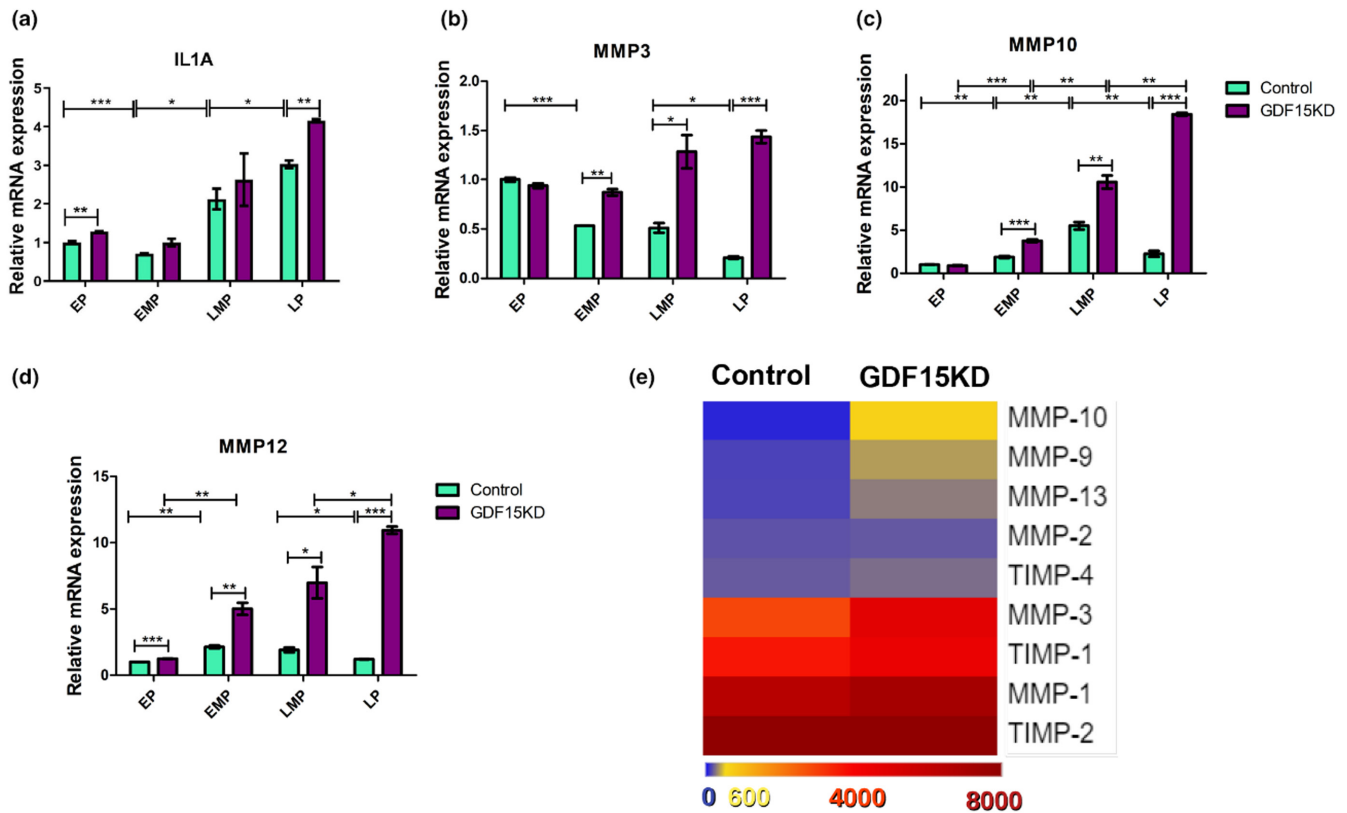 (a)
IL1A
Relative mRNA expression
5
4
3
2
1
0
***
*
*
**
**
EP
EMP
LMP
LP
(b)
MMP3
Relative mRNA expression
2.0
1.5
1.0
0.5
0.0
***
*
***
*
**
EP
EMP
LMP
LP
(c)
MMP10
Relative mRNA expression
20
15
10
5
0
***
**
**
**
**
**
***
**
***
EP
EMP
LMP
LP
Control
GDF15KD
(d)
MMP12
Relative mRNA expression
15
10
5
0
**
*
**
*
***
*
**
***
EP
EMP
LMP
LP
Control
GDF15KD
(e)
Control GDF15KD
MMP-10
MMP-9
MMP-13
MMP-2
TIMP-4
MMP-3
TIMP-1
MMP-1
TIMP-2
0 600 4000 8000